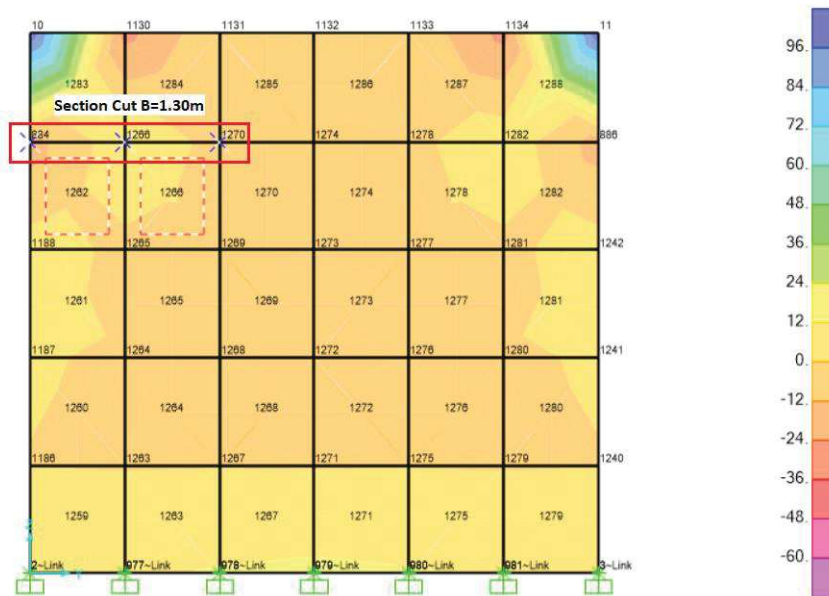 10 1130 1131 1132 1133 1134 11
1283 1284 1285 1286 1287 1288
Section Cut B=1.30m
284 1266 1270 1274 1278 1282 886
1262 1266 1270 1274 1278 1282
1188 1265 1269 1273 1277 1281 1242
1261 1265 1269 1273 1277 1281
1187 1264 1268 1272 1276 1280 1241
1260 1264 1268 1272 1276 1280
1186 1263 1267 1271 1275 1279 1240
1259 1263 1267 1271 1275 1279
2~Link 977~Link 978~Link 979~Link 980~Link 981~Link 3~Link
96.
84.
72.
60.
48.
36.
24.
12.
0.
-12.
-24.
-36.
-48.
-60.